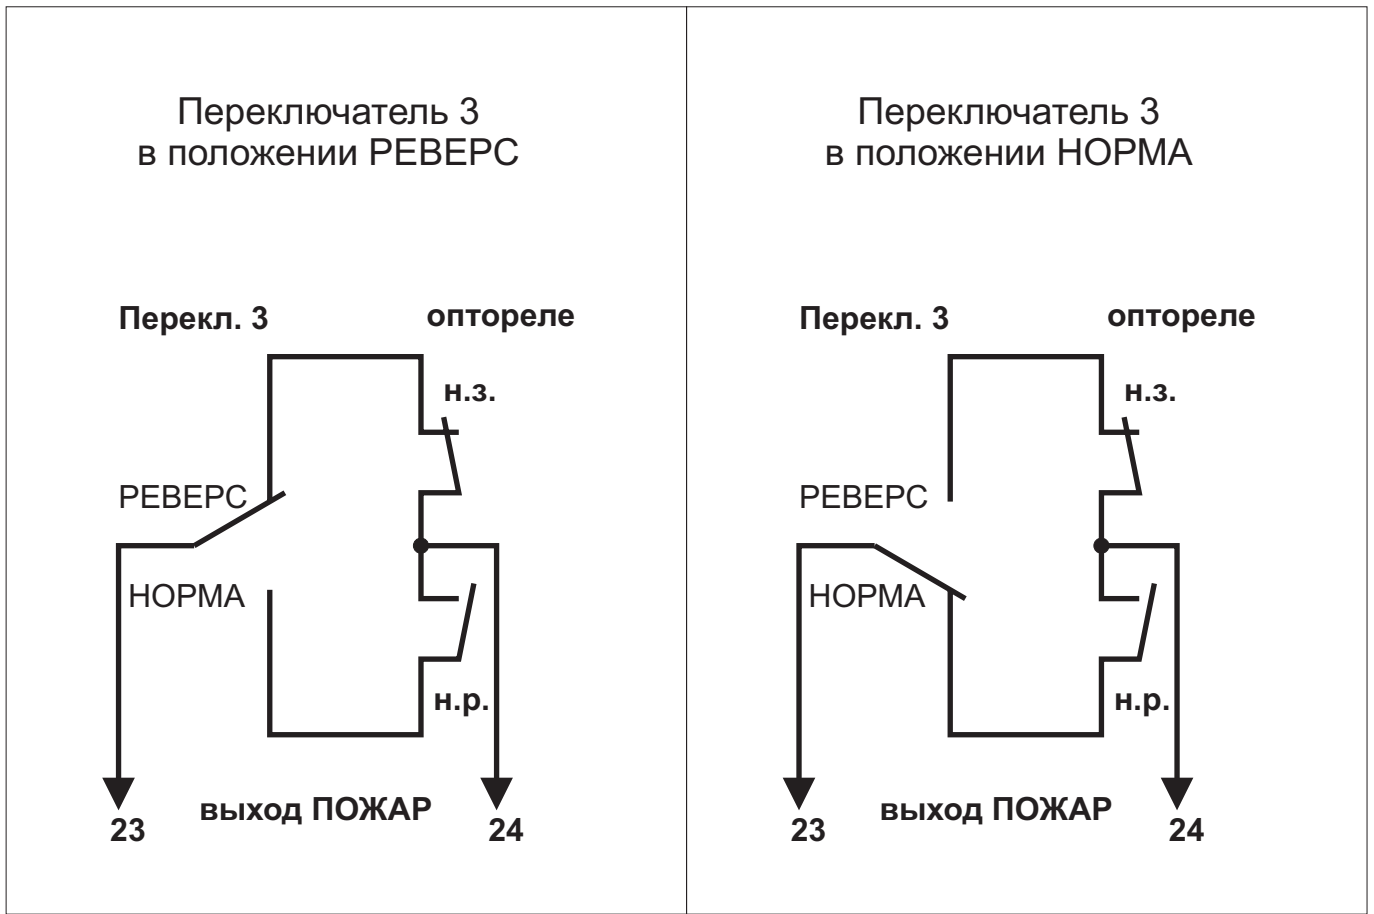 Переключатель 3
в положении РЕВЕРС
Перекл. 3
оптореле
н.з.
РЕВЕРС
НОРМА
н.р.
выход ПОЖАР
23
24
Переключатель 3
в положении НОРМА
Перекл. 3
оптореле
н.з.
РЕВЕРС
НОРМА
н.р.
выход ПОЖАР
23
24